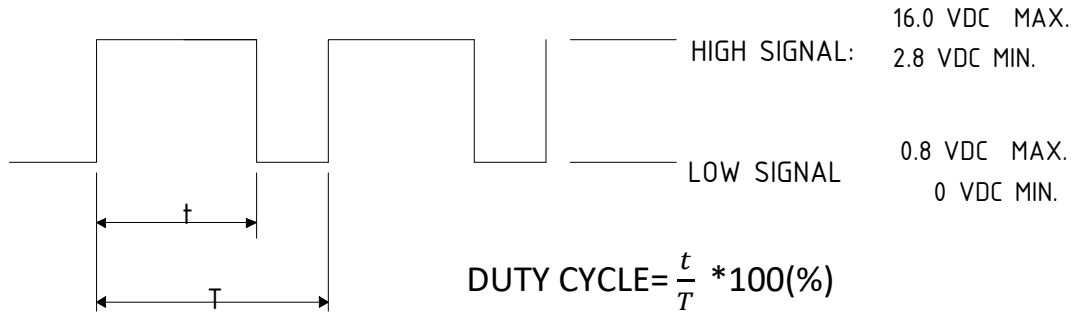 16.0 VDC MAX.
HIGH SIGNAL: 2.8 VDC MIN.
0.8 VDC MAX.
LOW SIGNAL
0 VDC MIN.
t
T
DUTY CYCLE= t/T *100(%)